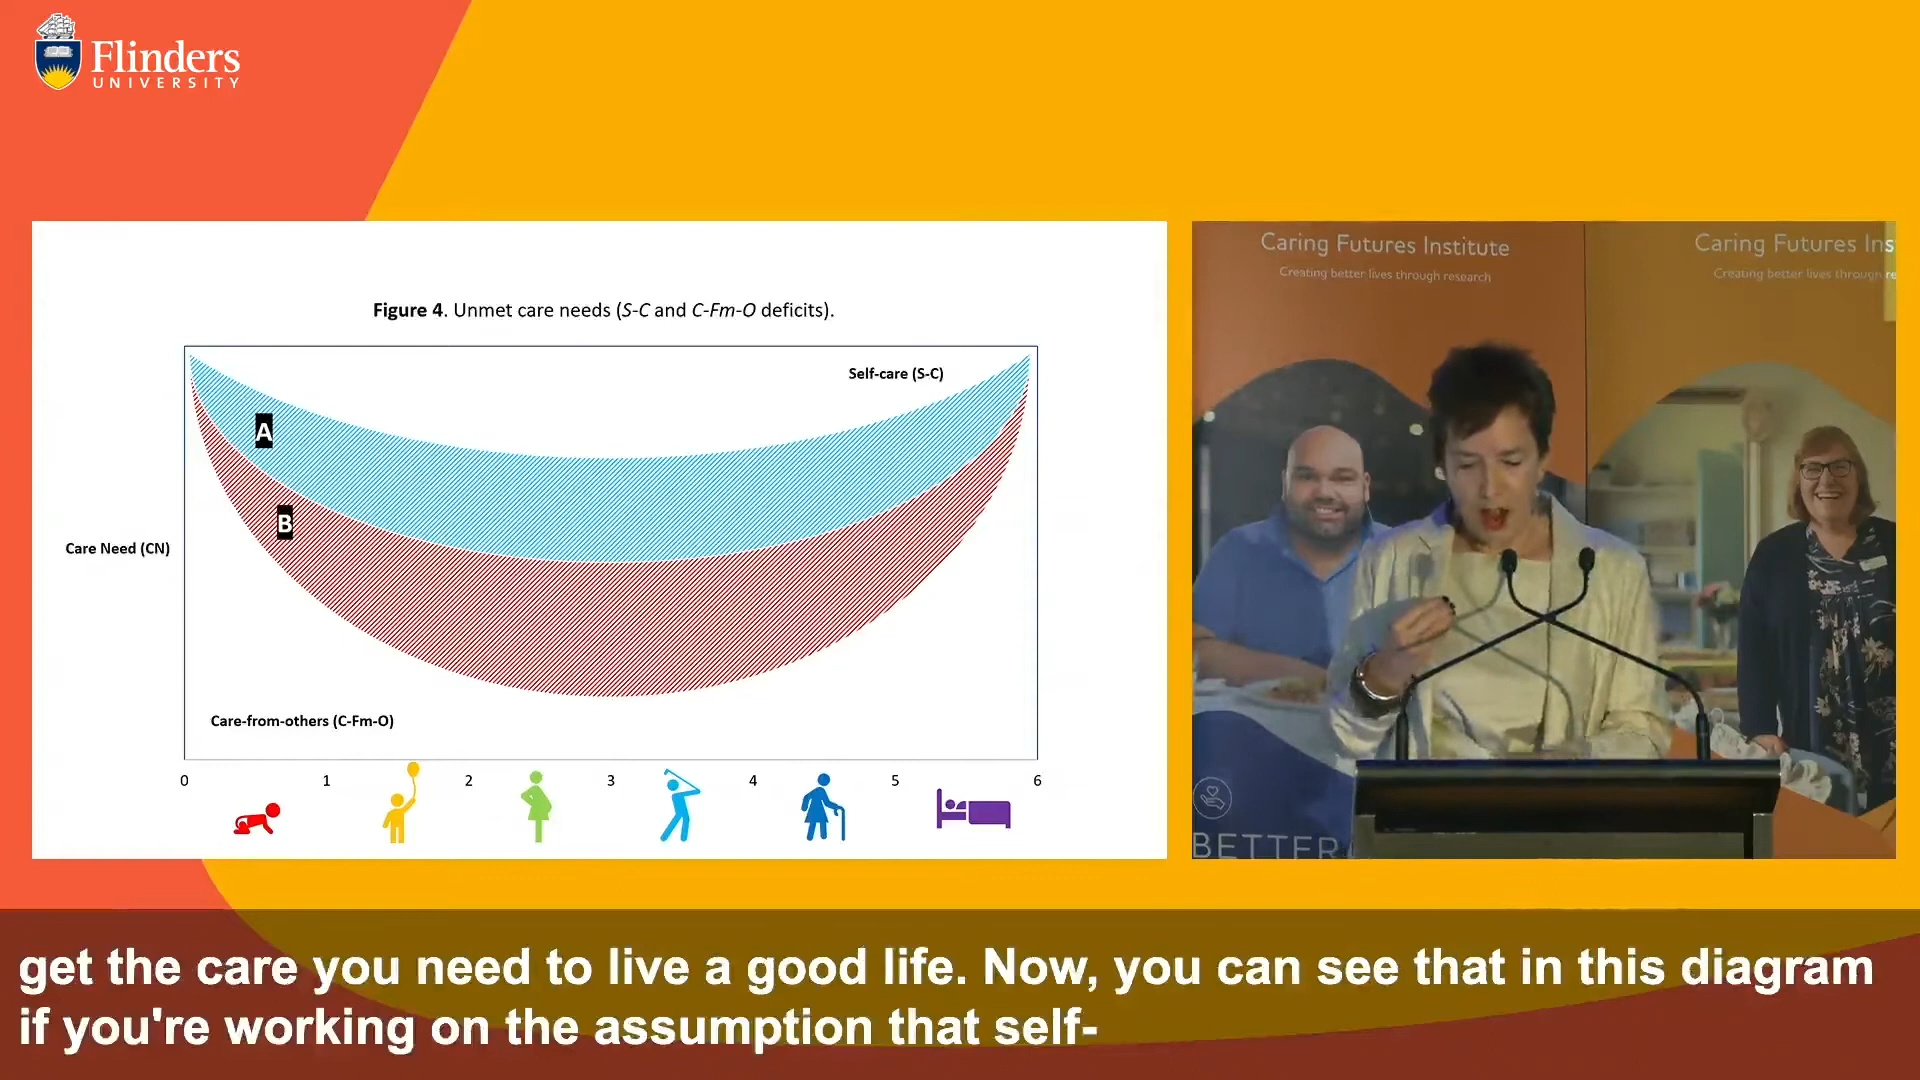 Flinders
UNIVERSITY
Figure 4. Unmet care needs (S-C and C-Fm-O deficits).
Self-care (S-C)
A
B
Care Need (CN)
Care-from-others (C-Fm-O)
0 1 2 3 4 5 6
Caring Futures Institute
Creating better lives through research
Caring Futures Ins
Creating better lives through re
BETTER
get the care you need to live a good life. Now, you can see that in this diagram
if you're working on the assumption that self-